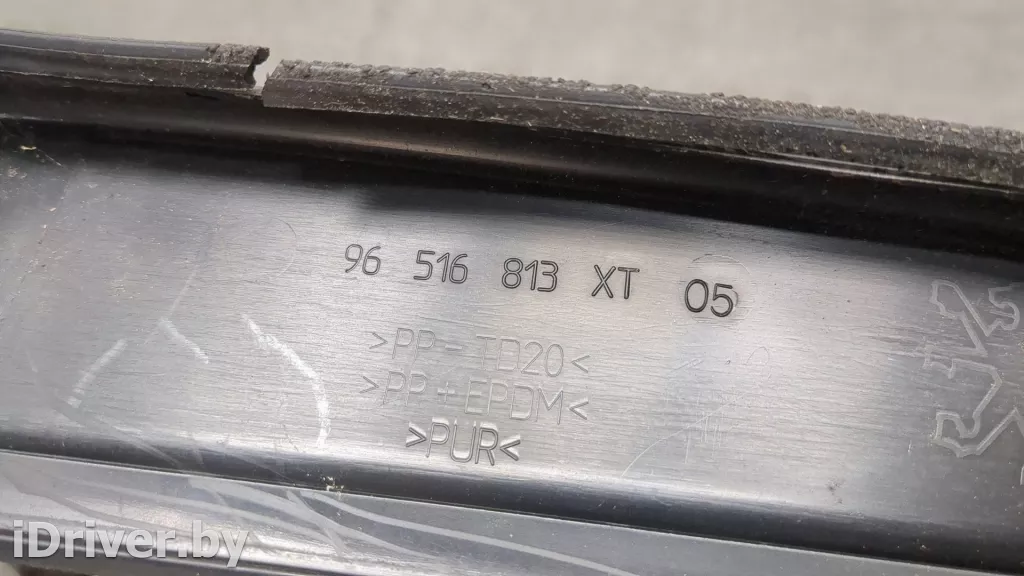 96 516 813 XT 05
>PP-TD20<
>PP+EPDM<
>PUR<
iDriver.by